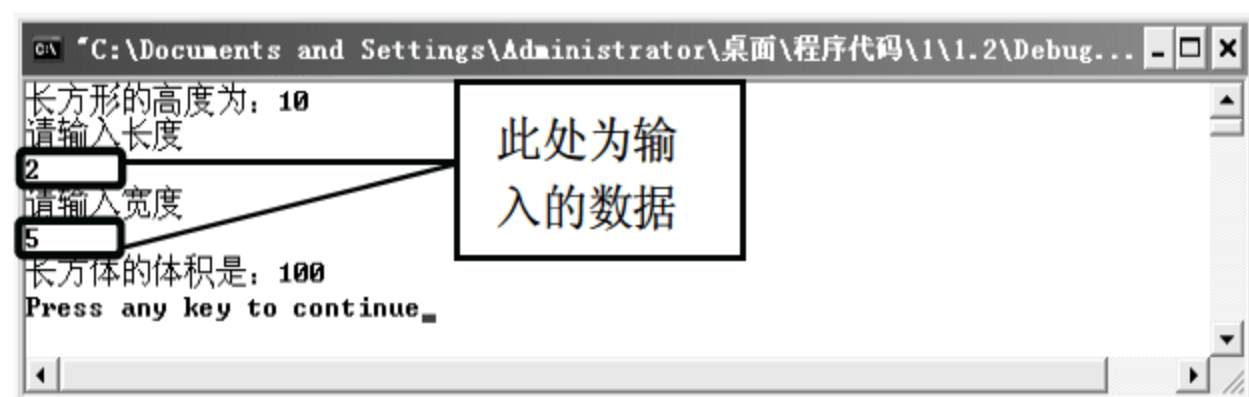 "C:\Documents and Settings\Administrator\桌面\程序代码\1\1.2\Debug...
长方形的高度为：10
请输入长度
2
请输入宽度
5
长方体的体积是：100
Press any key to continue
此处为输
入的数据